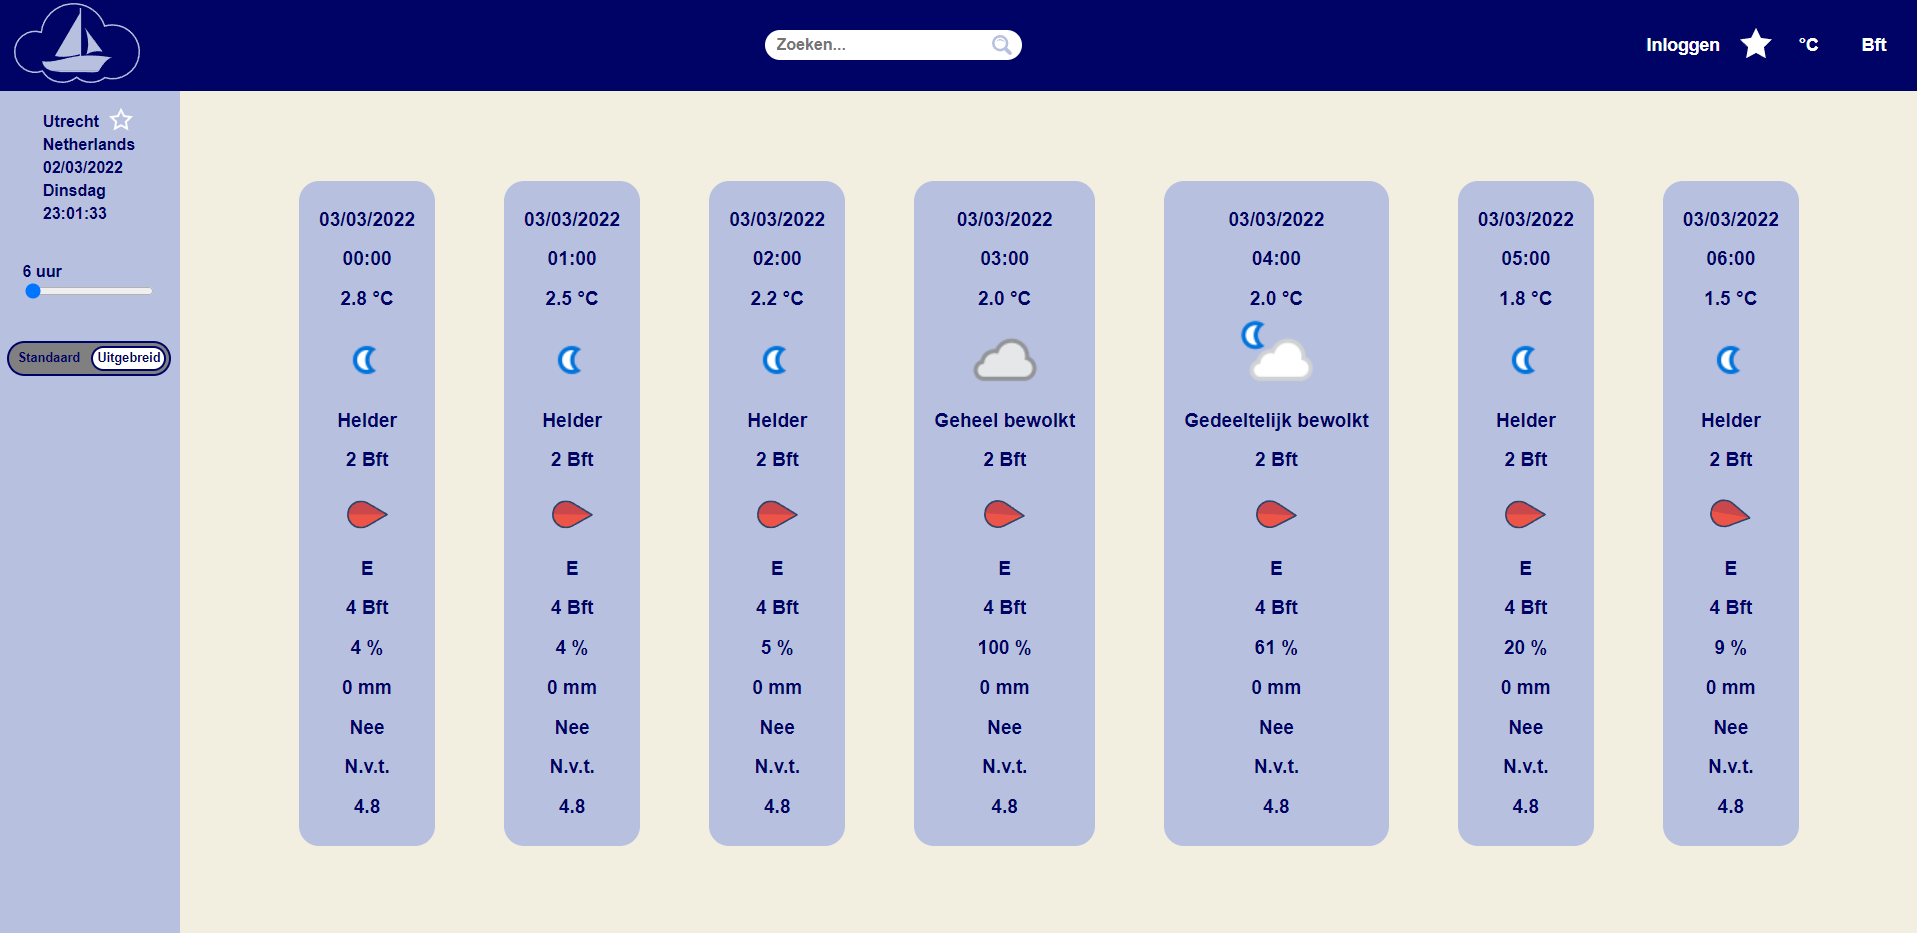 Zoeken...
Inloggen
°C
Bft
Utrecht
Netherlands
02/03/2022
Dinsdag
23:01:33
6 uur
Standaard
Uitgebreid
03/03/2022
00:00
2.8 °C
Helder
2 Bft
E
4 Bft
4 %
0 mm
Nee
N.v.t.
4.8
03/03/2022
01:00
2.5 °C
Helder
2 Bft
E
4 Bft
4 %
0 mm
Nee
N.v.t.
4.8
03/03/2022
02:00
2.2 °C
Helder
2 Bft
E
4 Bft
5 %
0 mm
Nee
N.v.t.
4.8
03/03/2022
03:00
2.0 °C
Geheel bewolkt
2 Bft
E
4 Bft
100 %
0 mm
Nee
N.v.t.
4.8
03/03/2022
04:00
2.0 °C
Gedeeltelijk bewolkt
2 Bft
E
4 Bft
61 %
0 mm
Nee
N.v.t.
4.8
03/03/2022
05:00
1.8 °C
Helder
2 Bft
E
4 Bft
20 %
0 mm
Nee
N.v.t.
4.8
03/03/2022
06:00
1.5 °C
Helder
2 Bft
E
4 Bft
9 %
0 mm
Nee
N.v.t.
4.8